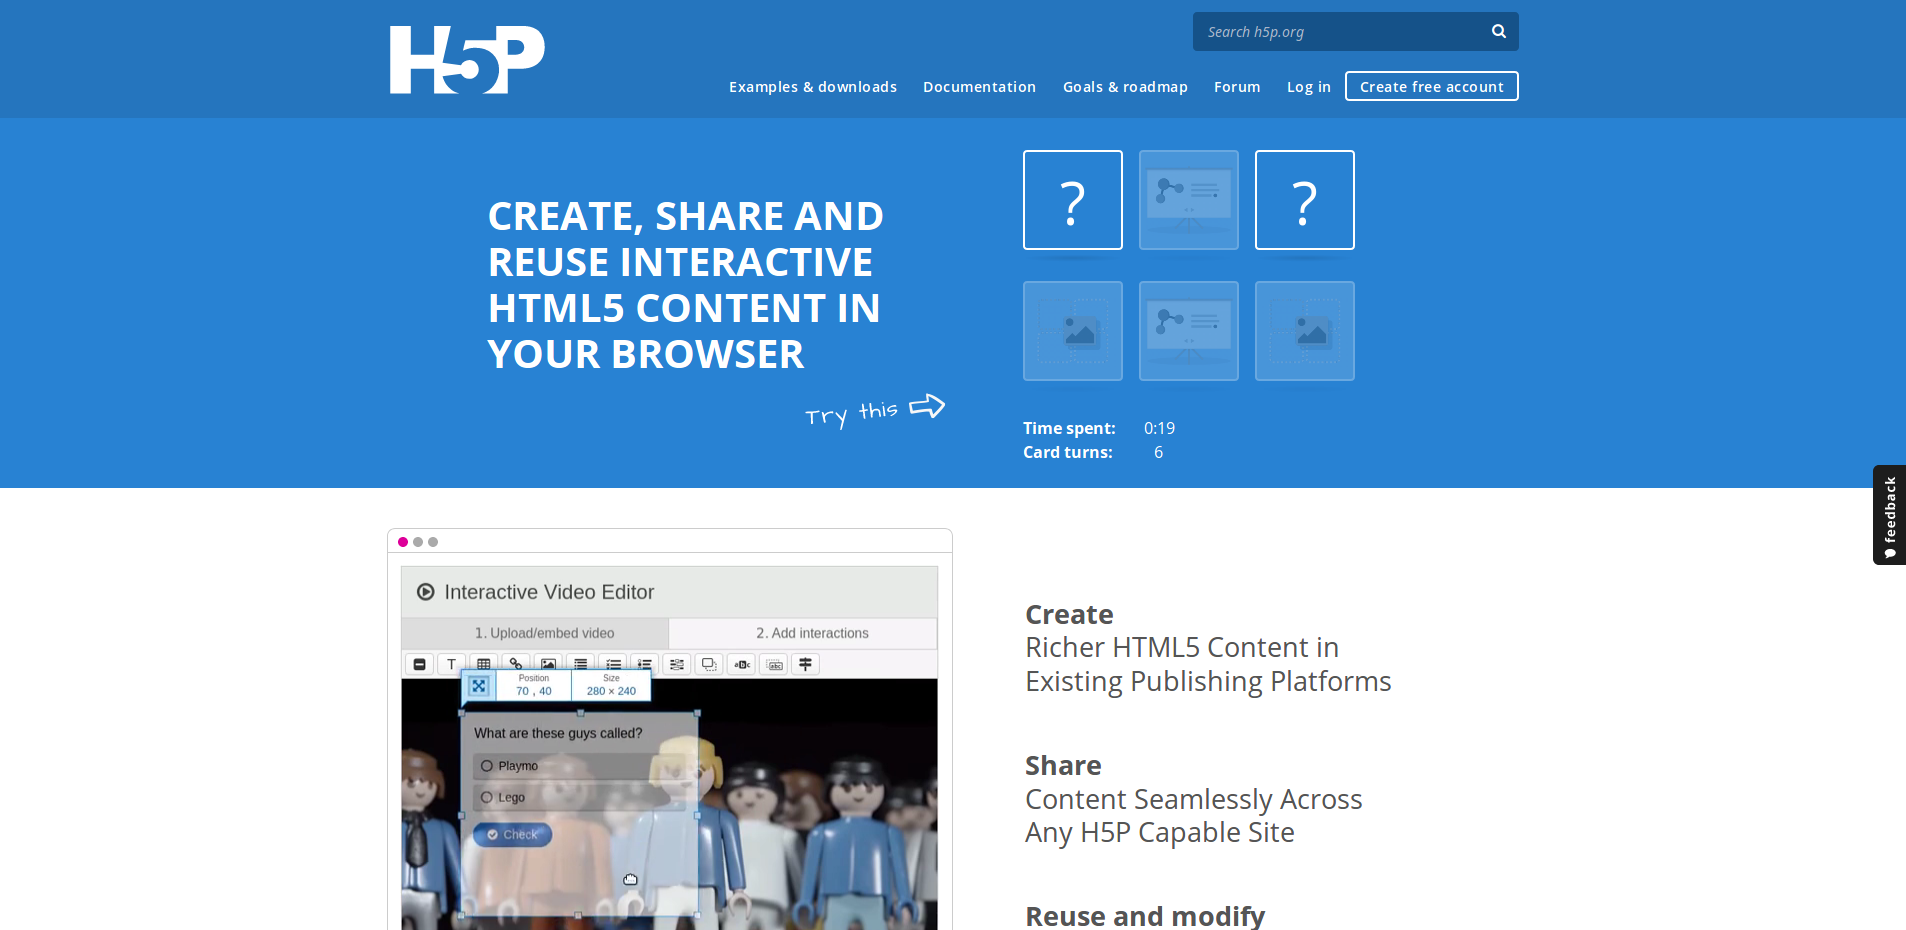 H5P
Search h5p.org
Examples & downloads
Documentation
Goals & roadmap
Forum
Log in
Create free account
CREATE, SHARE AND
REUSE INTERACTIVE
HTML5 CONTENT IN
YOUR BROWSER
Try this
?
?
Time spent: 0:19
Card turns: 6
feedback
Interactive Video Editor
1. Upload/embed video
2. Add interactions
T
abc
abc
Position
70 , 40
Size
280 × 240
What are these guys called?
Playmo
Lego
Check
Create
Richer HTML5 Content in
Existing Publishing Platforms
Share
Content Seamlessly Across
Any H5P Capable Site
Reuse and modify